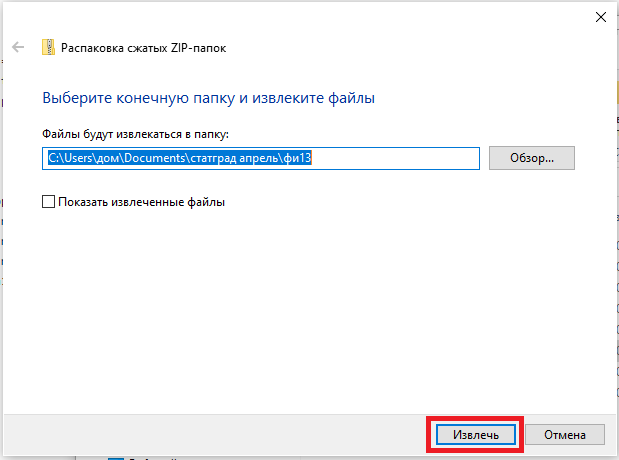 Распаковка сжатых ZIP-папок
Выберите конечную папку и извлеките файлы
Файлы будут извлекаться в папку:
C:\Users\дом\Documents\статград апрель\фи13
Обзор...
Показать извлеченные файлы
Извлечь
Отмена